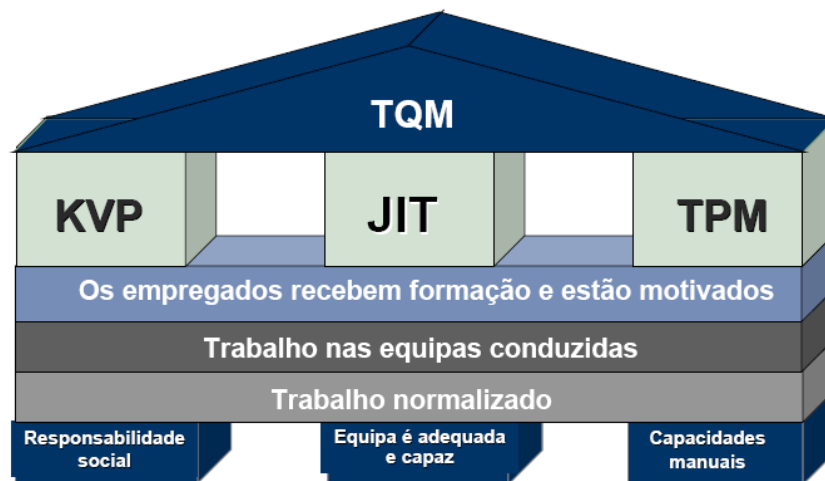 TQM
KVP
JIT
TPM
Os empregados recebem formação e estão motivados
Trabalho nas equipas conduzidas
Trabalho normalizado
Responsabilidade
social
Equipa é adequada
e capaz
Capacidades
manuais